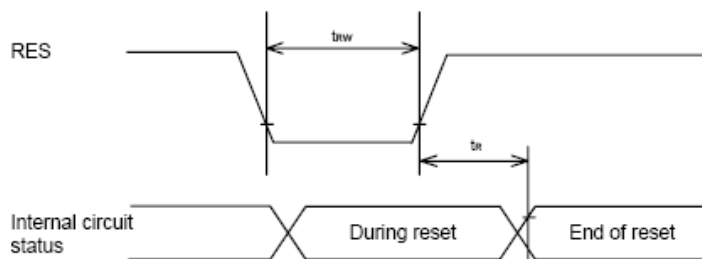 RES
tRW
tR
Internal circuit
status
During reset
End of reset